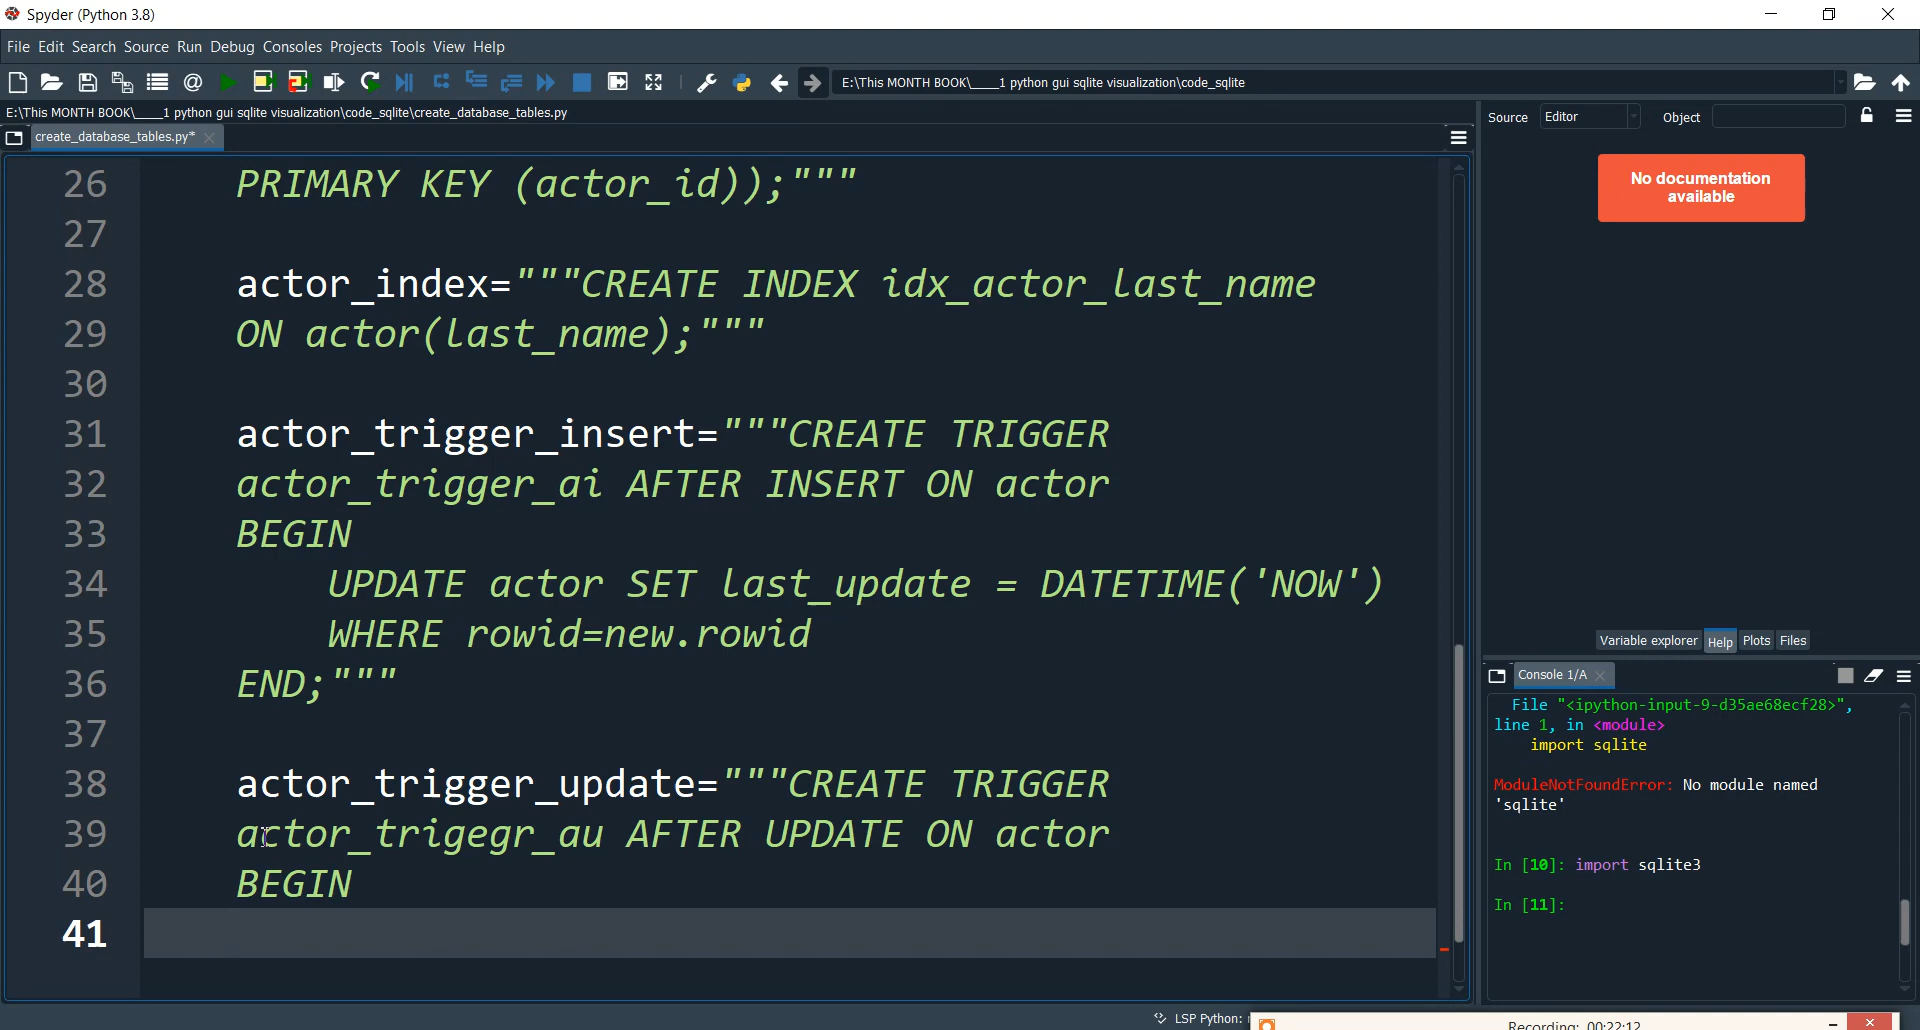 Spyder (Python 3.8)
File Edit Search Source Run Debug Consoles Projects Tools View Help
E:\This MONTH BOOK\____1 python gui sqlite visualization\code_sqlite
E:\This MONTH BOOK\____1 python gui sqlite visualization\code_sqlite\create_database_tables.py
create_database_tables.py*
26 PRIMARY KEY (actor_id));"""
27
28 actor_index="""CREATE INDEX idx_actor_last_name
29 ON actor(last_name);"""
30
31 actor_trigger_insert="""CREATE TRIGGER
32 actor_trigger_ai AFTER INSERT ON actor
33 BEGIN
34 UPDATE actor SET last_update = DATETIME('NOW')
35 WHERE rowid=new.rowid
36 END;"""
37
38 actor_trigger_update="""CREATE TRIGGER
39 actor_trigegr_au AFTER UPDATE ON actor
40 BEGIN
41
Source Editor Object
No documentation
available
Variable explorer Help Plots Files
Console 1/A
File "<ipython-input-9-d35ae68ecf28>",
line 1, in <module>
import sqlite
ModuleNotFoundError: No module named
'sqlite'
In [10]: import sqlite3
In [11]:
LSP Python:
Recording: 00:22:12